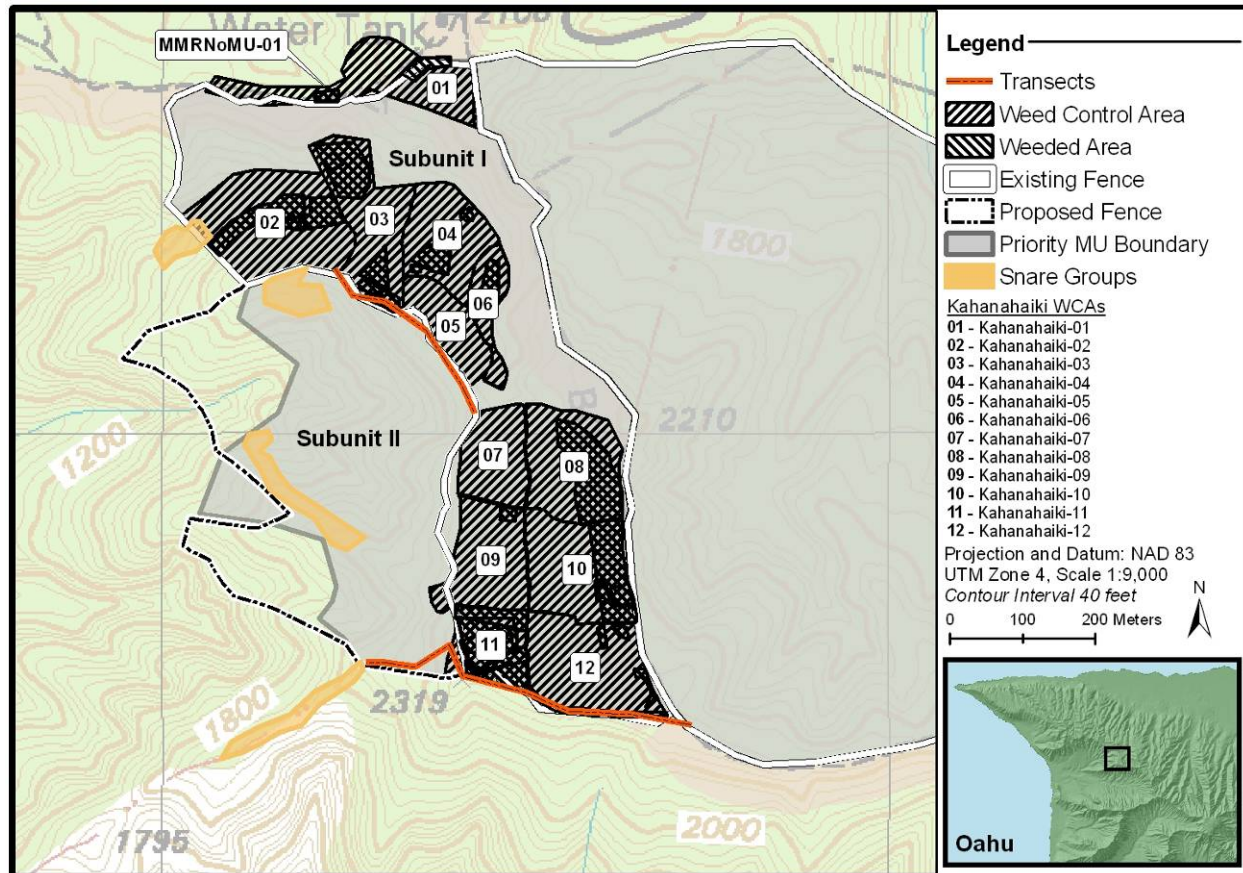 Water Tank
2100
MMRNoMU-01
01
Subunit I
02
03
04
1800
06
05
2210
Subunit II
1200
07
08
09
10
11
12
2319
1800
2000
1795
Legend
Transects
Weed Control Area
Weeded Area
Existing Fence
Proposed Fence
Priority MU Boundary
Snare Groups
Kahanahaiki WCAs
01 - Kahanahaiki-01
02 - Kahanahaiki-02
03 - Kahanahaiki-03
04 - Kahanahaiki-04
05 - Kahanahaiki-05
06 - Kahanahaiki-06
07 - Kahanahaiki-07
08 - Kahanahaiki-08
09 - Kahanahaiki-09
10 - Kahanahaiki-10
11 - Kahanahaiki-11
12 - Kahanahaiki-12
Projection and Datum: NAD 83
UTM Zone 4, Scale 1:9,000
Contour Interval 40 feet
N
0 100 200 Meters
Oahu